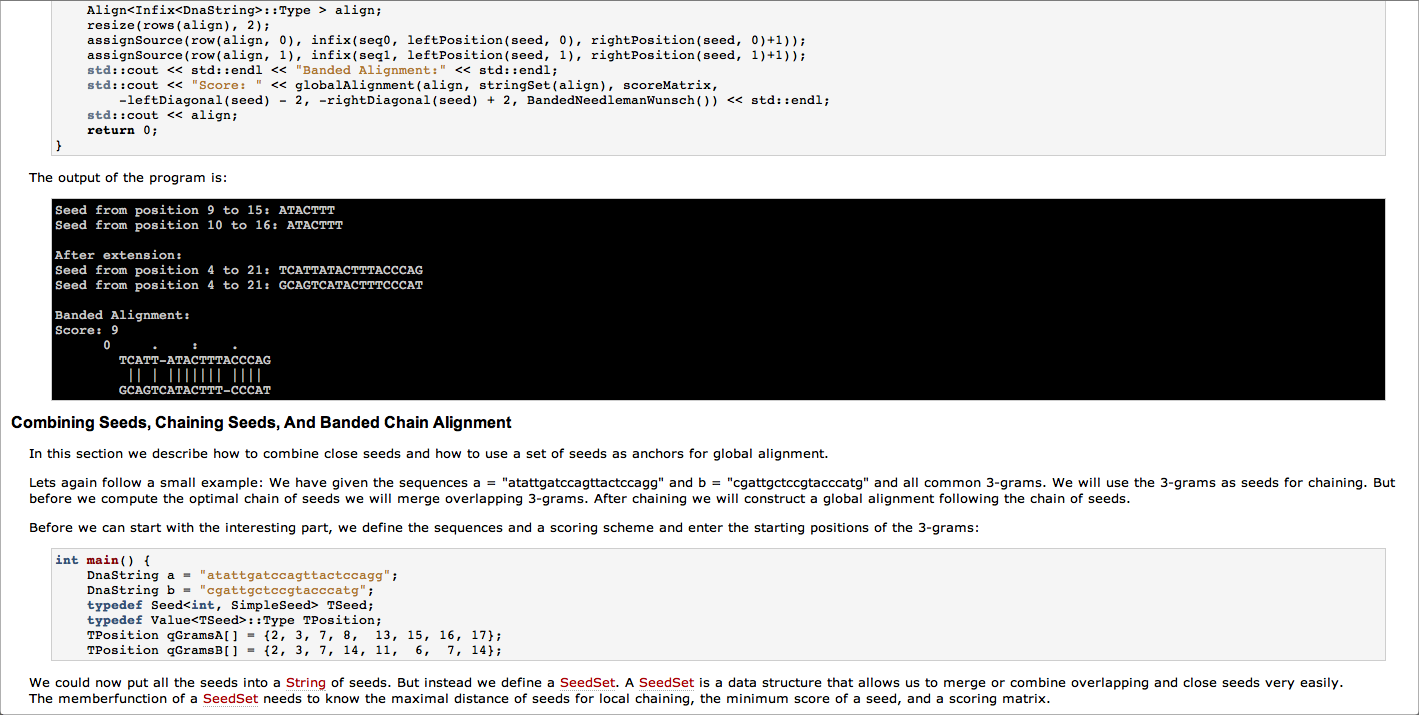 Align<Infix<DnaString>::Type > align;
resize(rows(align), 2);
assignSource(row(align, 0), infix(seq0, leftPosition(seed, 0), rightPosition(seed, 0)+1));
assignSource(row(align, 1), infix(seq1, leftPosition(seed, 1), rightPosition(seed, 1)+1));
std::cout << std::endl << "Banded Alignment:" << std::endl;
std::cout << "Score: " << globalAlignment(align, stringSet(align), scoreMatrix,
-leftDiagonal(seed) - 2, -rightDiagonal(seed) + 2, BandedNeedlemanWunsch()) << std::endl;
std::cout << align;
return 0;
}
The output of the program is:
Seed from position 9 to 15: ATACTTT
Seed from position 10 to 16: ATACTTT
After extension:
Seed from position 4 to 21: TCATTATACTTTACCCAG
Seed from position 4 to 21: GCAGTCATACTTTCCCAT
Banded Alignment:
Score: 9
0 . : .
TCATT-ATACTTTACCCAG
|| | ||||||| ||||
GCAGTCATACTTT-CCCAT
Combining Seeds, Chaining Seeds, And Banded Chain Alignment
In this section we describe how to combine close seeds and how to use a set of seeds as anchors for global alignment.
Lets again follow a small example: We have given the sequences a = "atattgatccagttactccagg" and b = "cgattgctccgtacccatg" and all common 3-grams. We will use the 3-grams as seeds for chaining. But
before we compute the optimal chain of seeds we will merge overlapping 3-grams. After chaining we will construct a global alignment following the chain of seeds.
Before we can start with the interesting part, we define the sequences and a scoring scheme and enter the starting positions of the 3-grams:
int main() {
DnaString a = "atattgatccagttactccagg";
DnaString b = "cgattgctccgtacccatg";
typedef Seed<int, SimpleSeed> TSeed;
typedef Value<TSeed>::Type TPosition;
TPosition qGramsA[] = {2, 3, 7, 8, 13, 15, 16, 17};
TPosition qGramsB[] = {2, 3, 7, 14, 11, 6, 7, 14};
We could now put all the seeds into a String of seeds. But instead we define a SeedSet. A SeedSet is a data structure that allows us to merge or combine overlapping and close seeds very easily.
The memberfunction of a SeedSet needs to know the maximal distance of seeds for local chaining, the minimum score of a seed, and a scoring matrix.